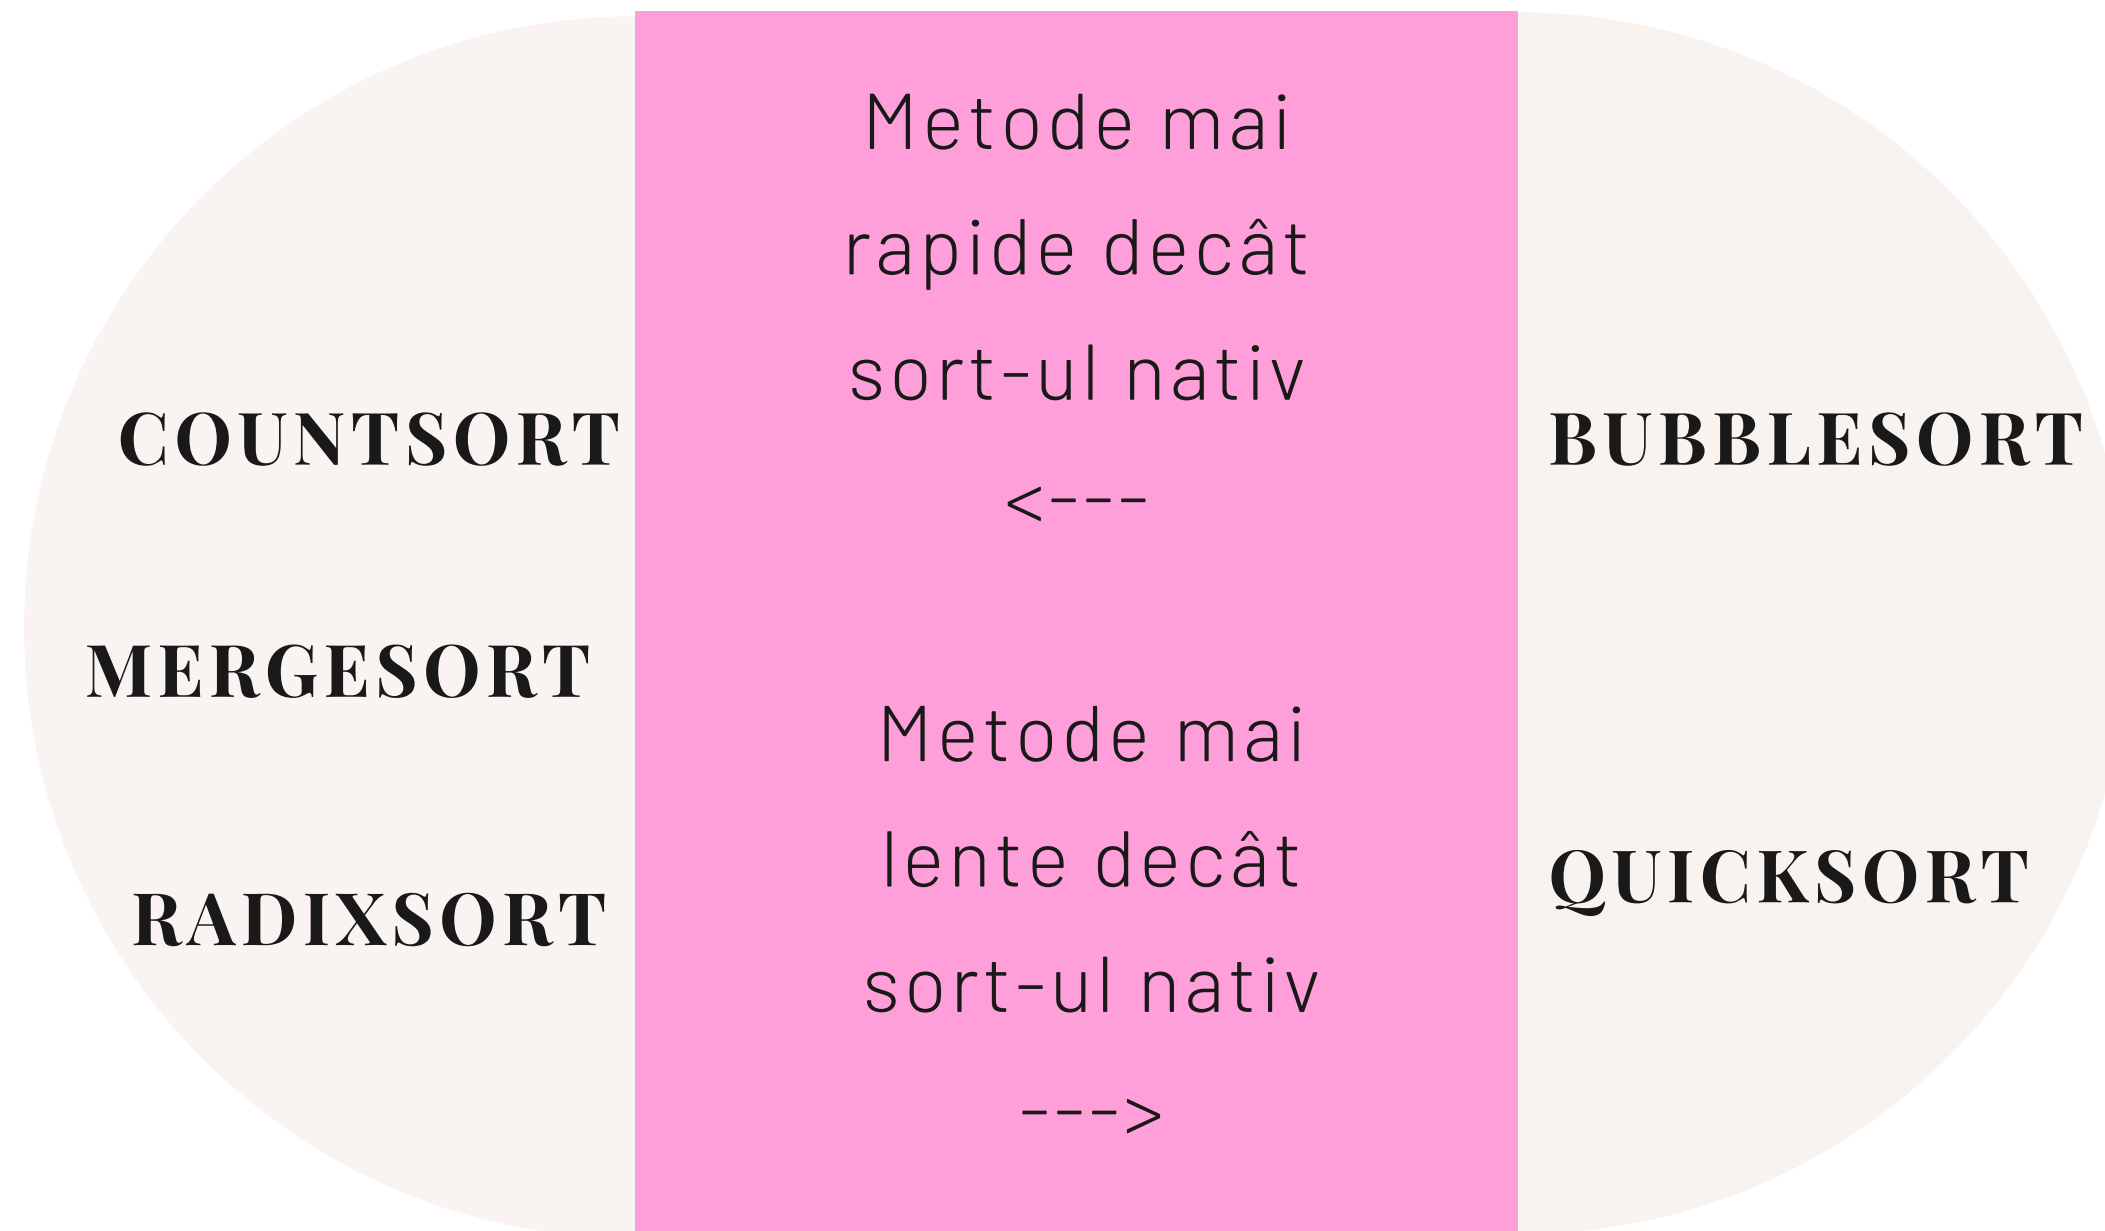 COUNTSORT
MERGESORT
RADIXSORT
Metode mai
rapide decât
sort-ul nativ
<---
Metode mai
lente decât
sort-ul nativ
--->
BUBBLESORT
QUICKSORT